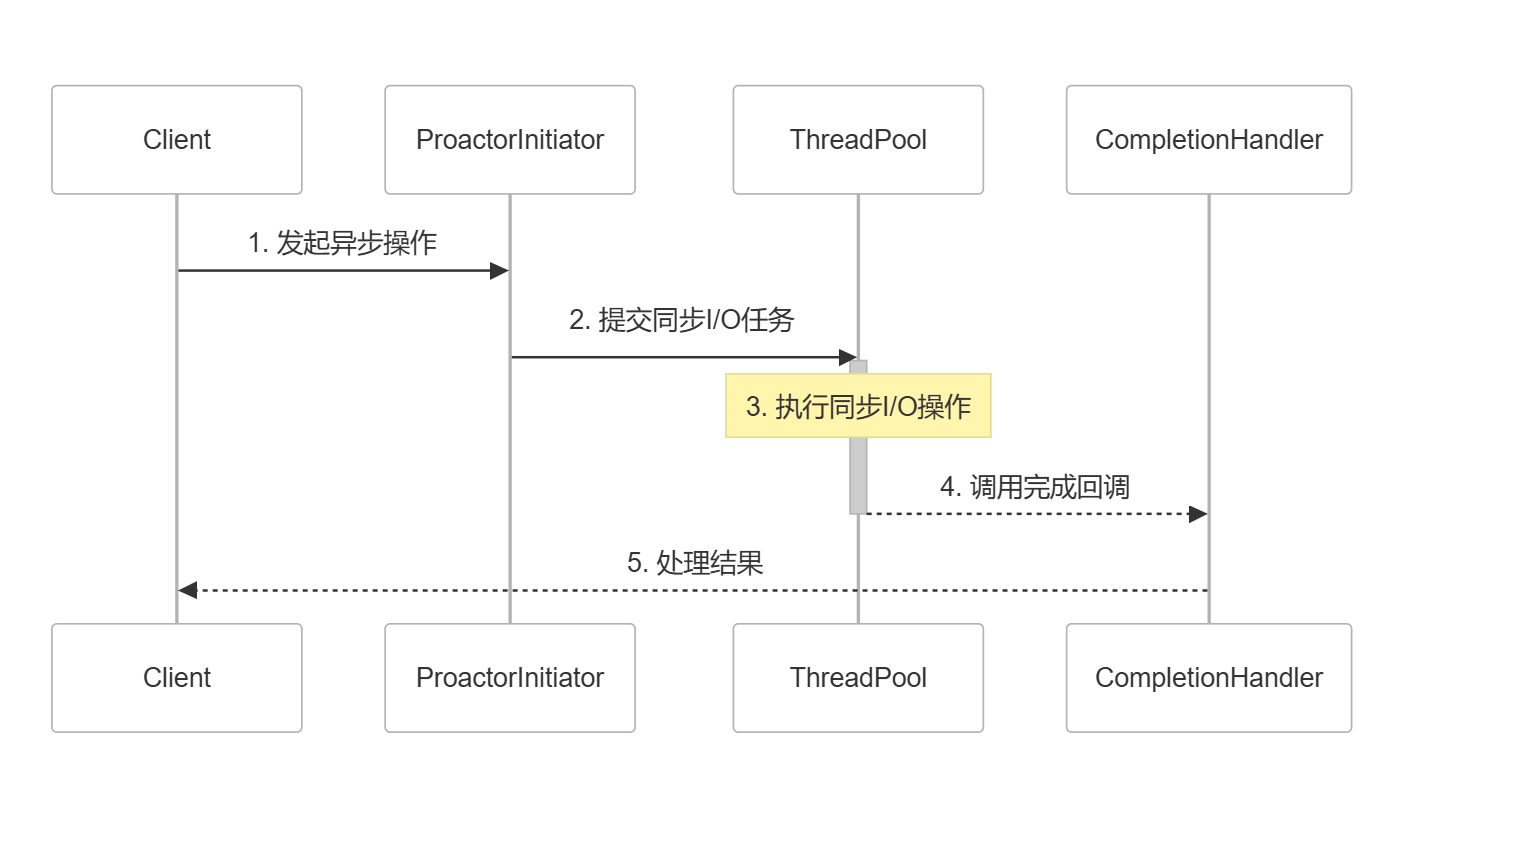 Client
ProactorInitiator
ThreadPool
CompletionHandler
1. 发起异步操作
2. 提交同步I/O任务
3. 执行同步I/O操作
4. 调用完成回调
5. 处理结果
Client
ProactorInitiator
ThreadPool
CompletionHandler